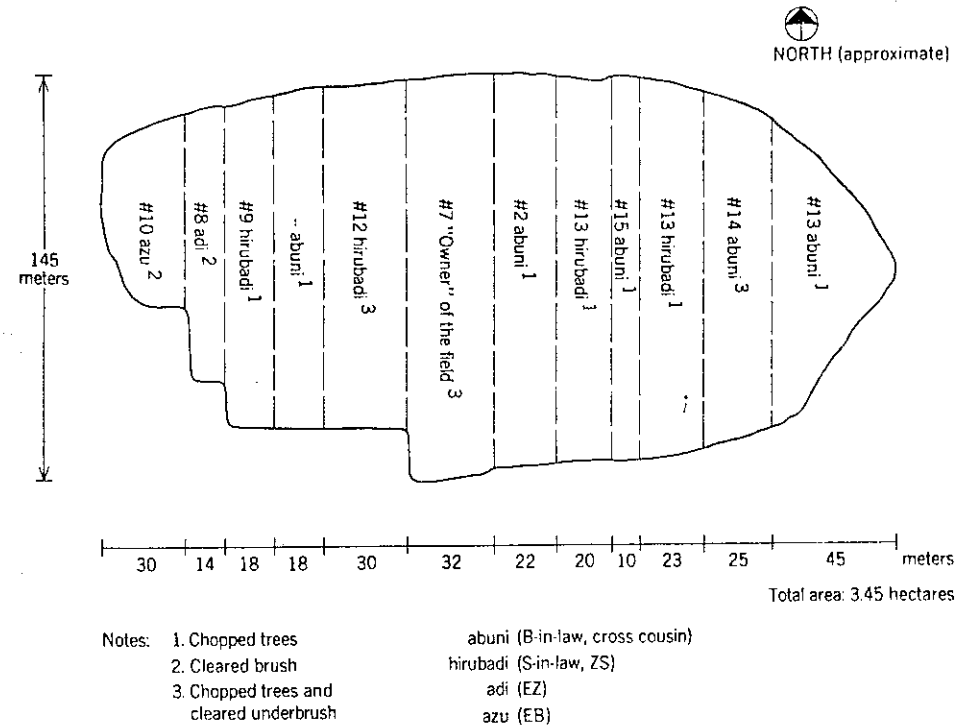 NORTH (approximate)
145
meters
#10 azu 2
#8 adi 2
#9 hirubadi 1
-- abuni 1
#12 hirubadi 3
#7 "Owner" of the field 3
#2 abuni 1
#13 hirubadi 1
#15 abuni 1
#13 hirubadi 1
#14 abuni 3
#13 abuni 1
30 14 18 18 30 32 22 20 10 23 25 45 meters
Total area: 3.45 hectares
Notes: 1. Chopped trees
2. Cleared brush
3. Chopped trees and
cleared underbrush
abuni (B-in-law, cross cousin)
hirubadi (S-in-law, ZS)
adi (EZ)
azu (EB)